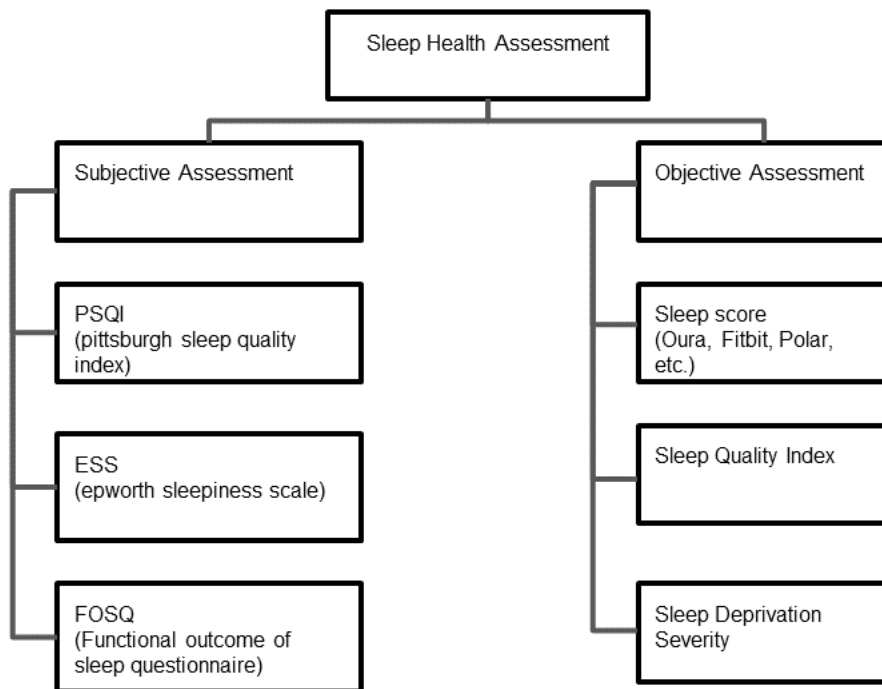 Sleep Health Assessment
Subjective Assessment
PSQI
(pittsburgh sleep quality
index)
ESS
(epworth sleepiness scale)
FOSQ
(Functional outcome of
sleep questionnaire)
Objective Assessment
Sleep score
(Oura, Fitbit, Polar,
etc.)
Sleep Quality Index
Sleep Deprivation
Severity